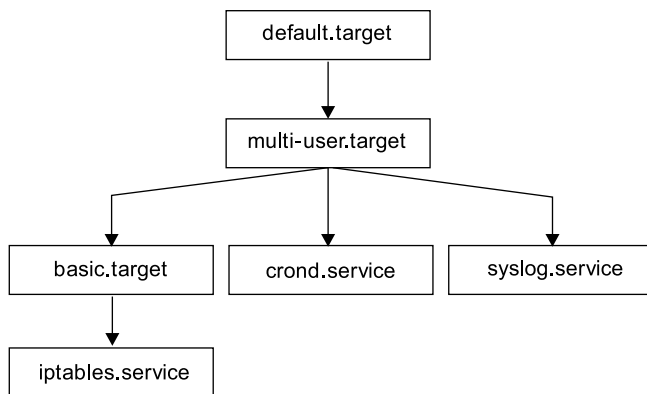 default.target
multi-user.target
basic.target
crond.service
syslog.service
iptables.service